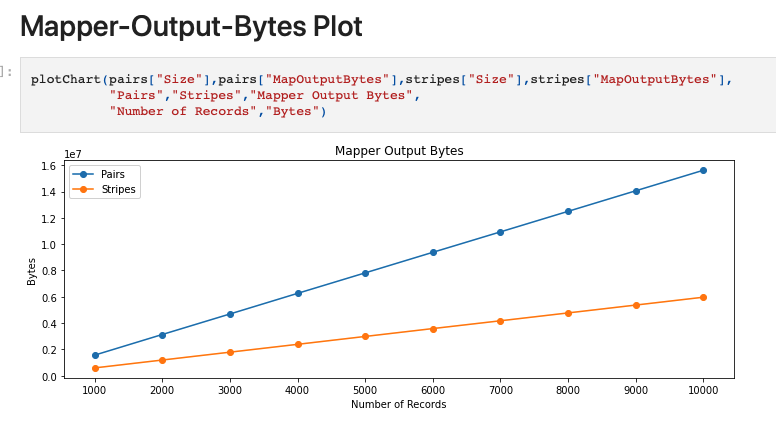 Mapper-Output-Bytes Plot
]:
plotChart(pairs["Size"],pairs["MapOutputBytes"],stripes["Size"],stripes["MapOutputBytes"],
"Pairs","Stripes","Mapper Output Bytes",
"Number of Records","Bytes")
Mapper Output Bytes
1e7
1.6
1.4
1.2
1.0
0.8
0.6
0.4
0.2
0.0
Bytes
Pairs
Stripes
1000 2000 3000 4000 5000 6000 7000 8000 9000 10000
Number of Records